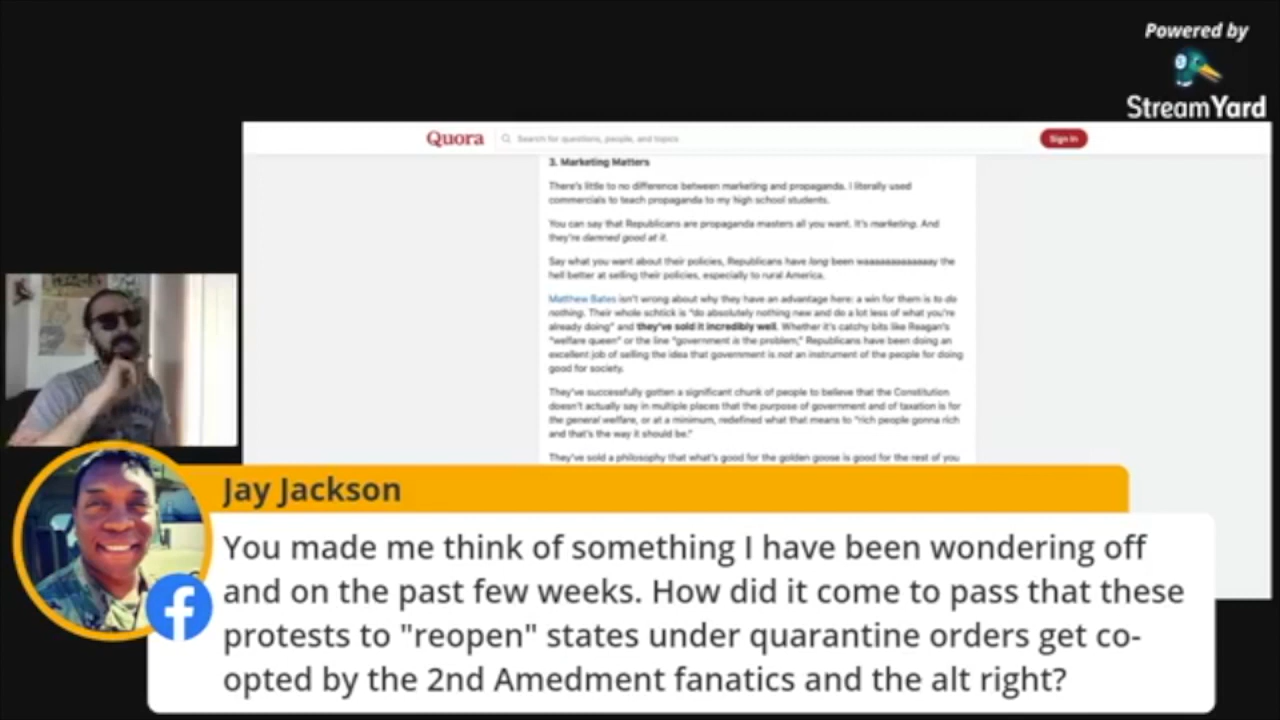 Powered by
StreamYard
Quora
Search for questions, people, and topics
Sign In
3. Marketing Matters
There's little to no difference between marketing and propaganda. I literally used
commercials to teach propaganda to my high school students.
You can say that Republicans are propaganda masters all you want. It's marketing. And
they're damned good at it.
Say what you want about their policies, Republicans have long been waaaaaaaaaaaaay the
hell better at selling their policies, especially to rural America.
Matthew Bates isn't wrong about why they have an advantage here: a win for them is to do
nothing. Their whole schtick is "do absolutely nothing new and do a lot less of what you're
already doing" and they've sold it incredibly well. Whether it's catchy bits like Reagan's
"welfare queen" or the line "government is the problem," Republicans have been doing an
excellent job of selling the idea that government is not an instrument of the people for doing
good for society.
They've successfully gotten a significant chunk of people to believe that the Constitution
doesn't actually say in multiple places that the purpose of government and of taxation is for
the general welfare, or at a minimum, redefined what that means to "rich people gonna rich
and that's the way it should be."
They've sold a philosophy that what's good for the golden goose is good for the rest of you
Jay Jackson
You made me think of something I have been wondering off
and on the past few weeks. How did it come to pass that these
protests to "reopen" states under quarantine orders get co-
opted by the 2nd Amedment fanatics and the alt right?